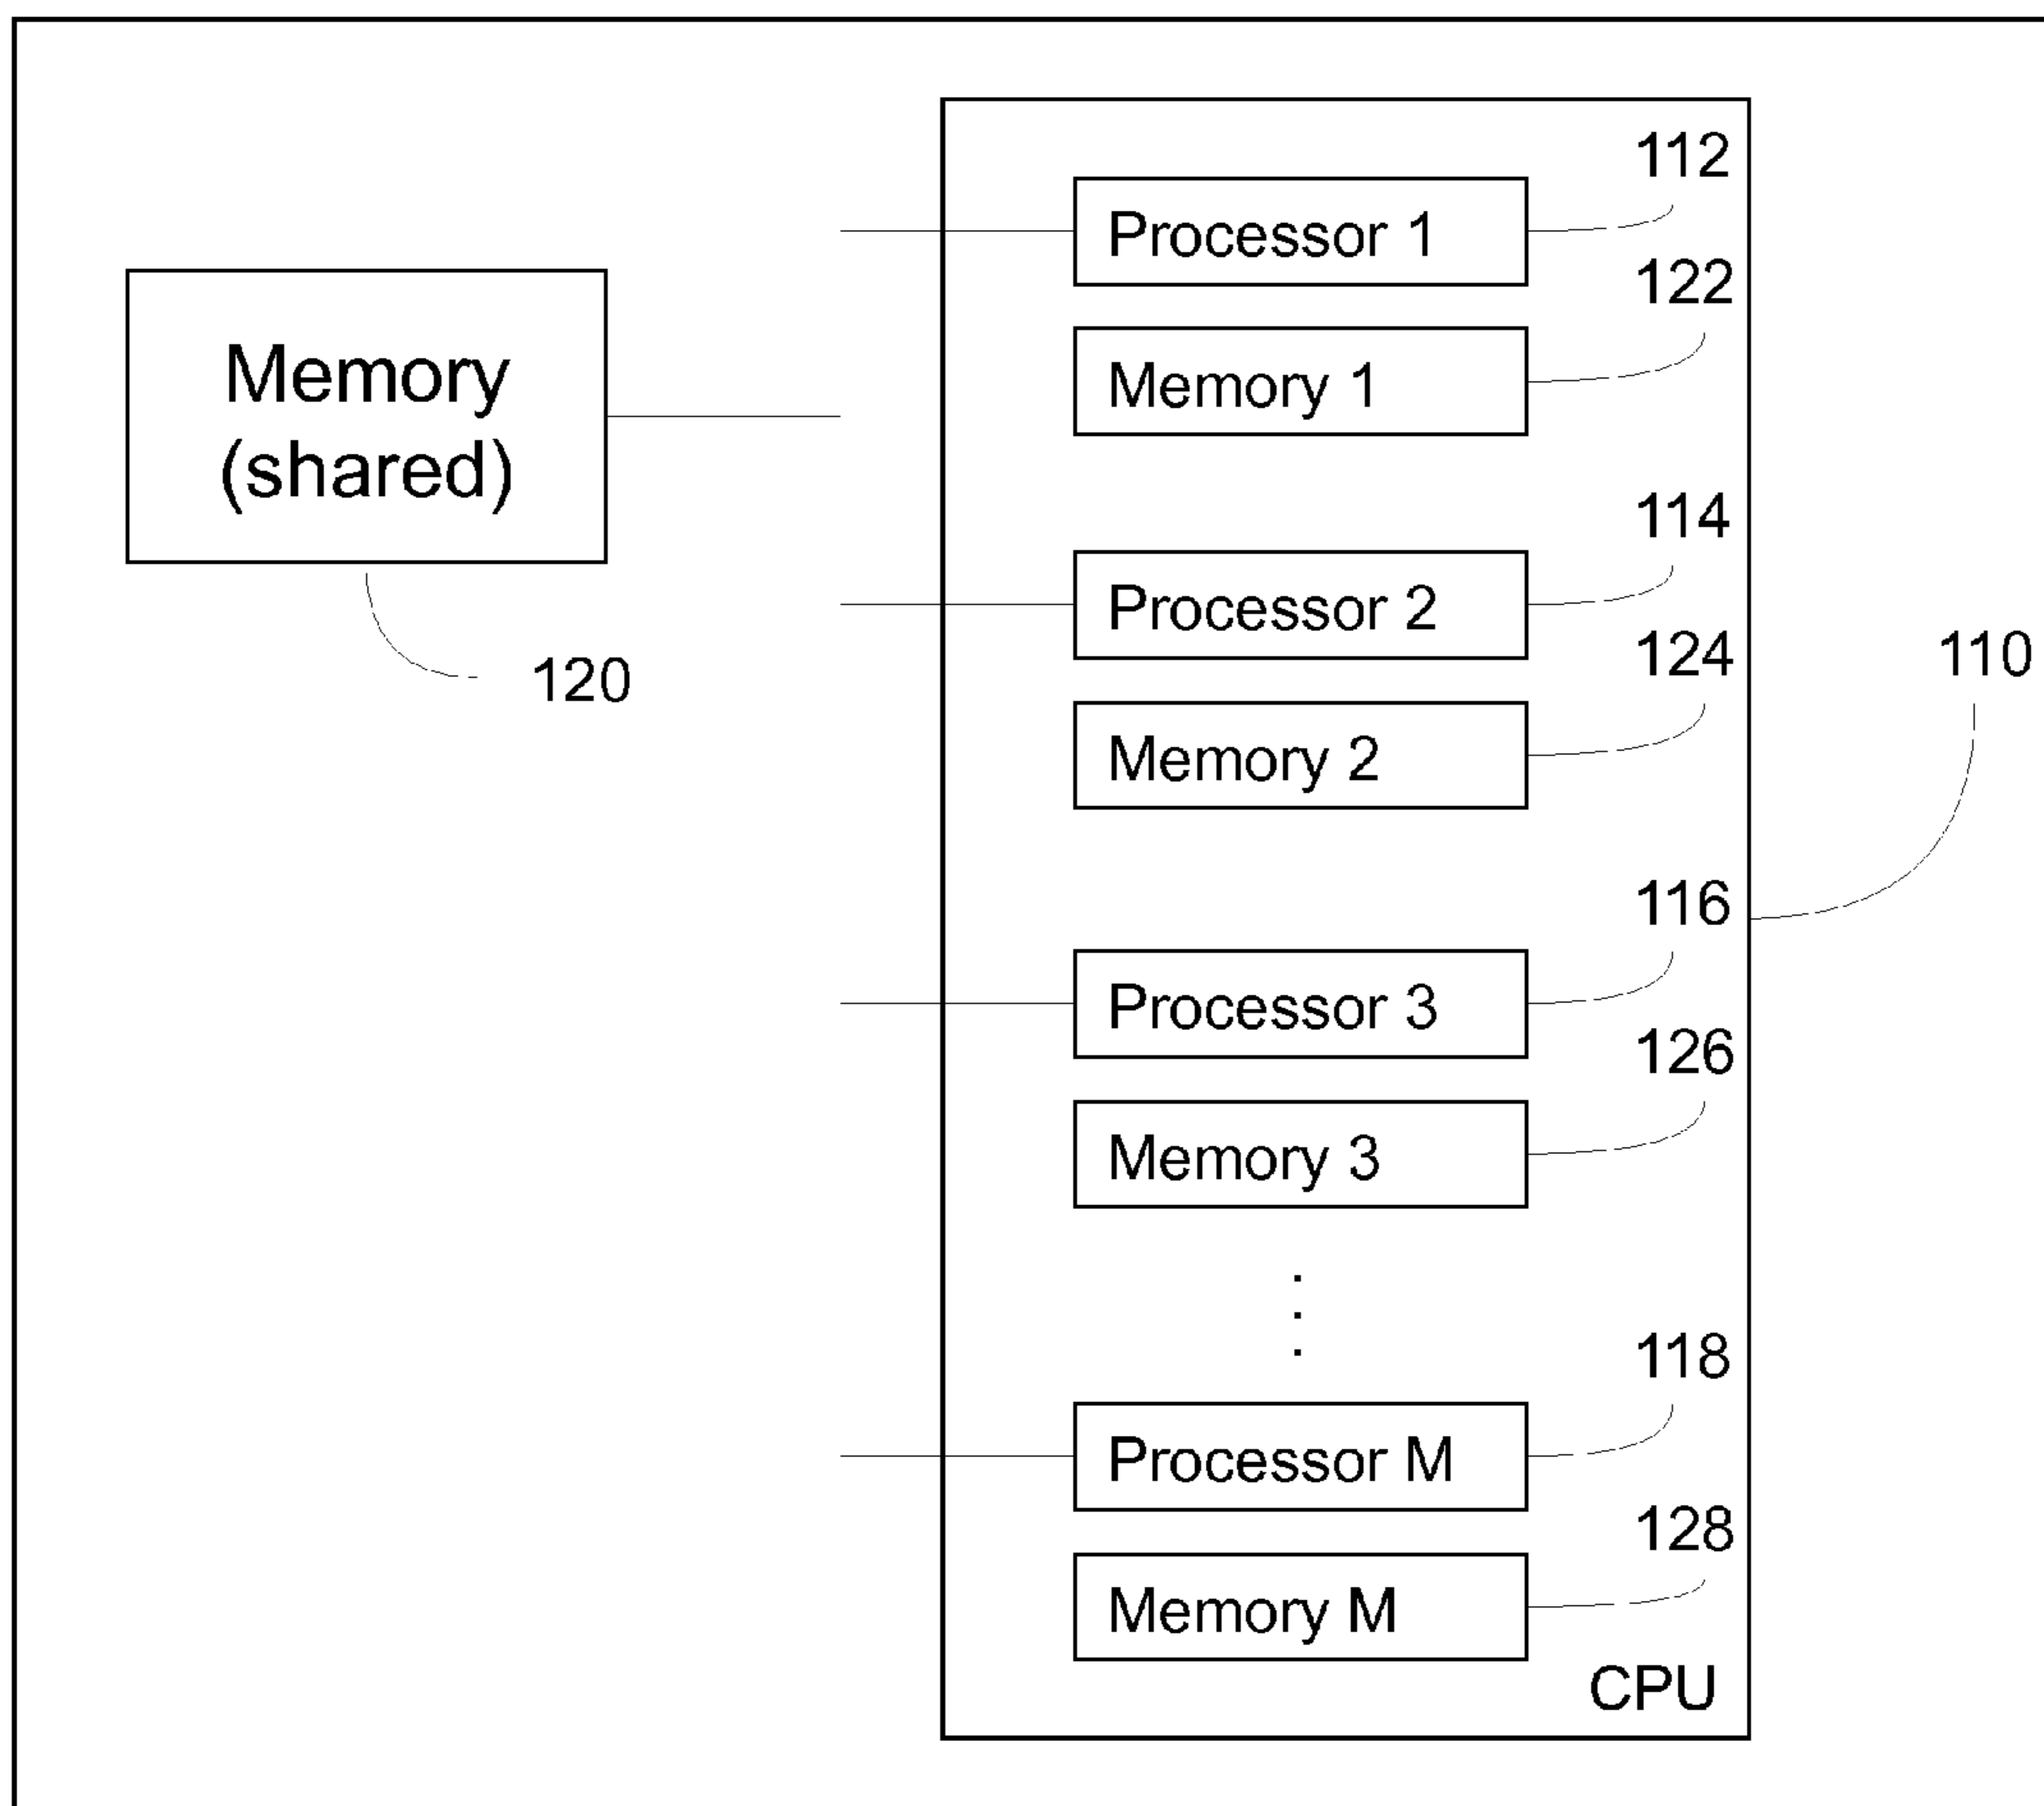 112
Processor 1
122
Memory 1
Memory
(shared)
114
Processor 2
124
110
120
Memory 2
116
Processor 3
126
Memory 3
118
Processor M
128
Memory M
CPU